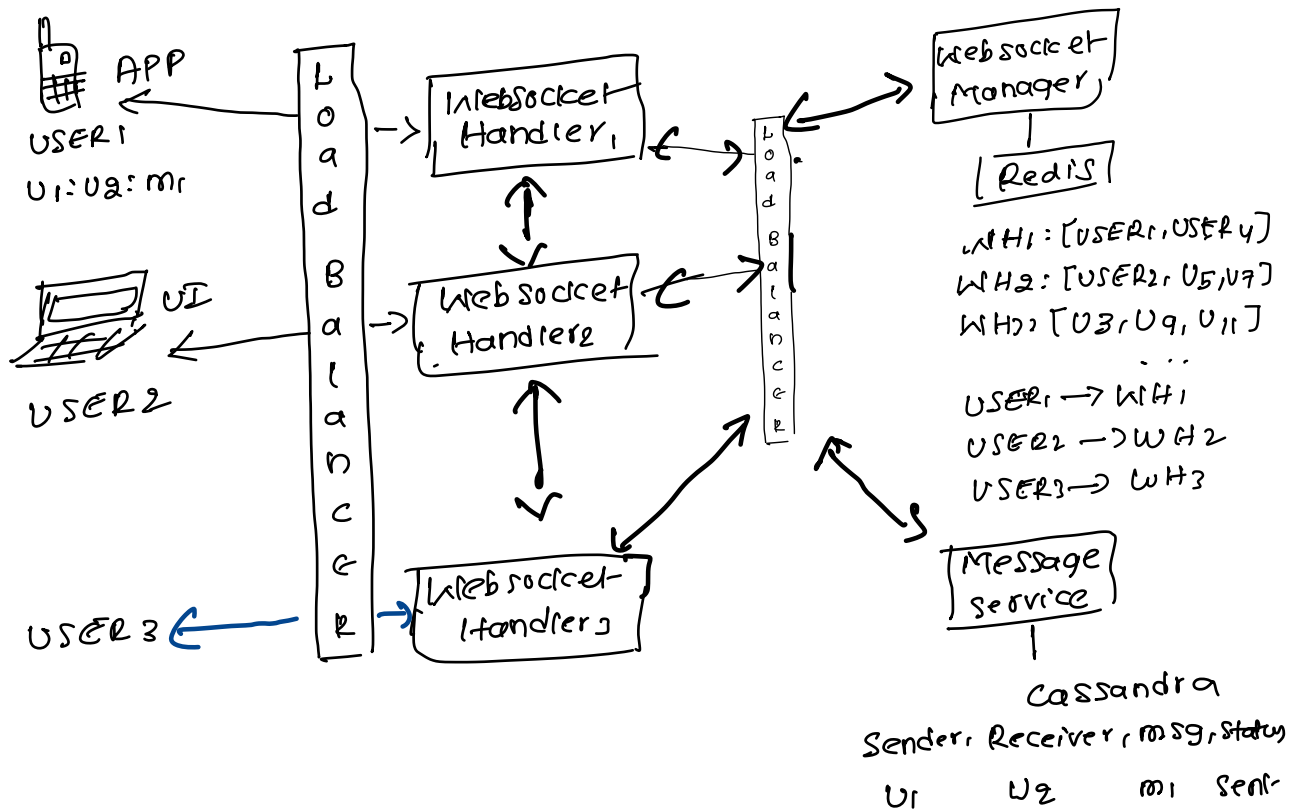 APP
USER1
U1:U2:m1
UI
USER2
USER3
Load Balancer
Websocket
Handler1
Websocket
Handler2
Websocket
Handler3
Load Balancer
Websocket
Manager
Redis
WH1: [USER1, USER4]
WH2: [USER2, U5, U7]
WH3: [U3, U9, U11]
...
USER1 → WH1
USER2 → WH2
USER3 → WH3
Message
Service
Cassandra
Sender, Receiver, msg, status
U1 U2 m1 sent